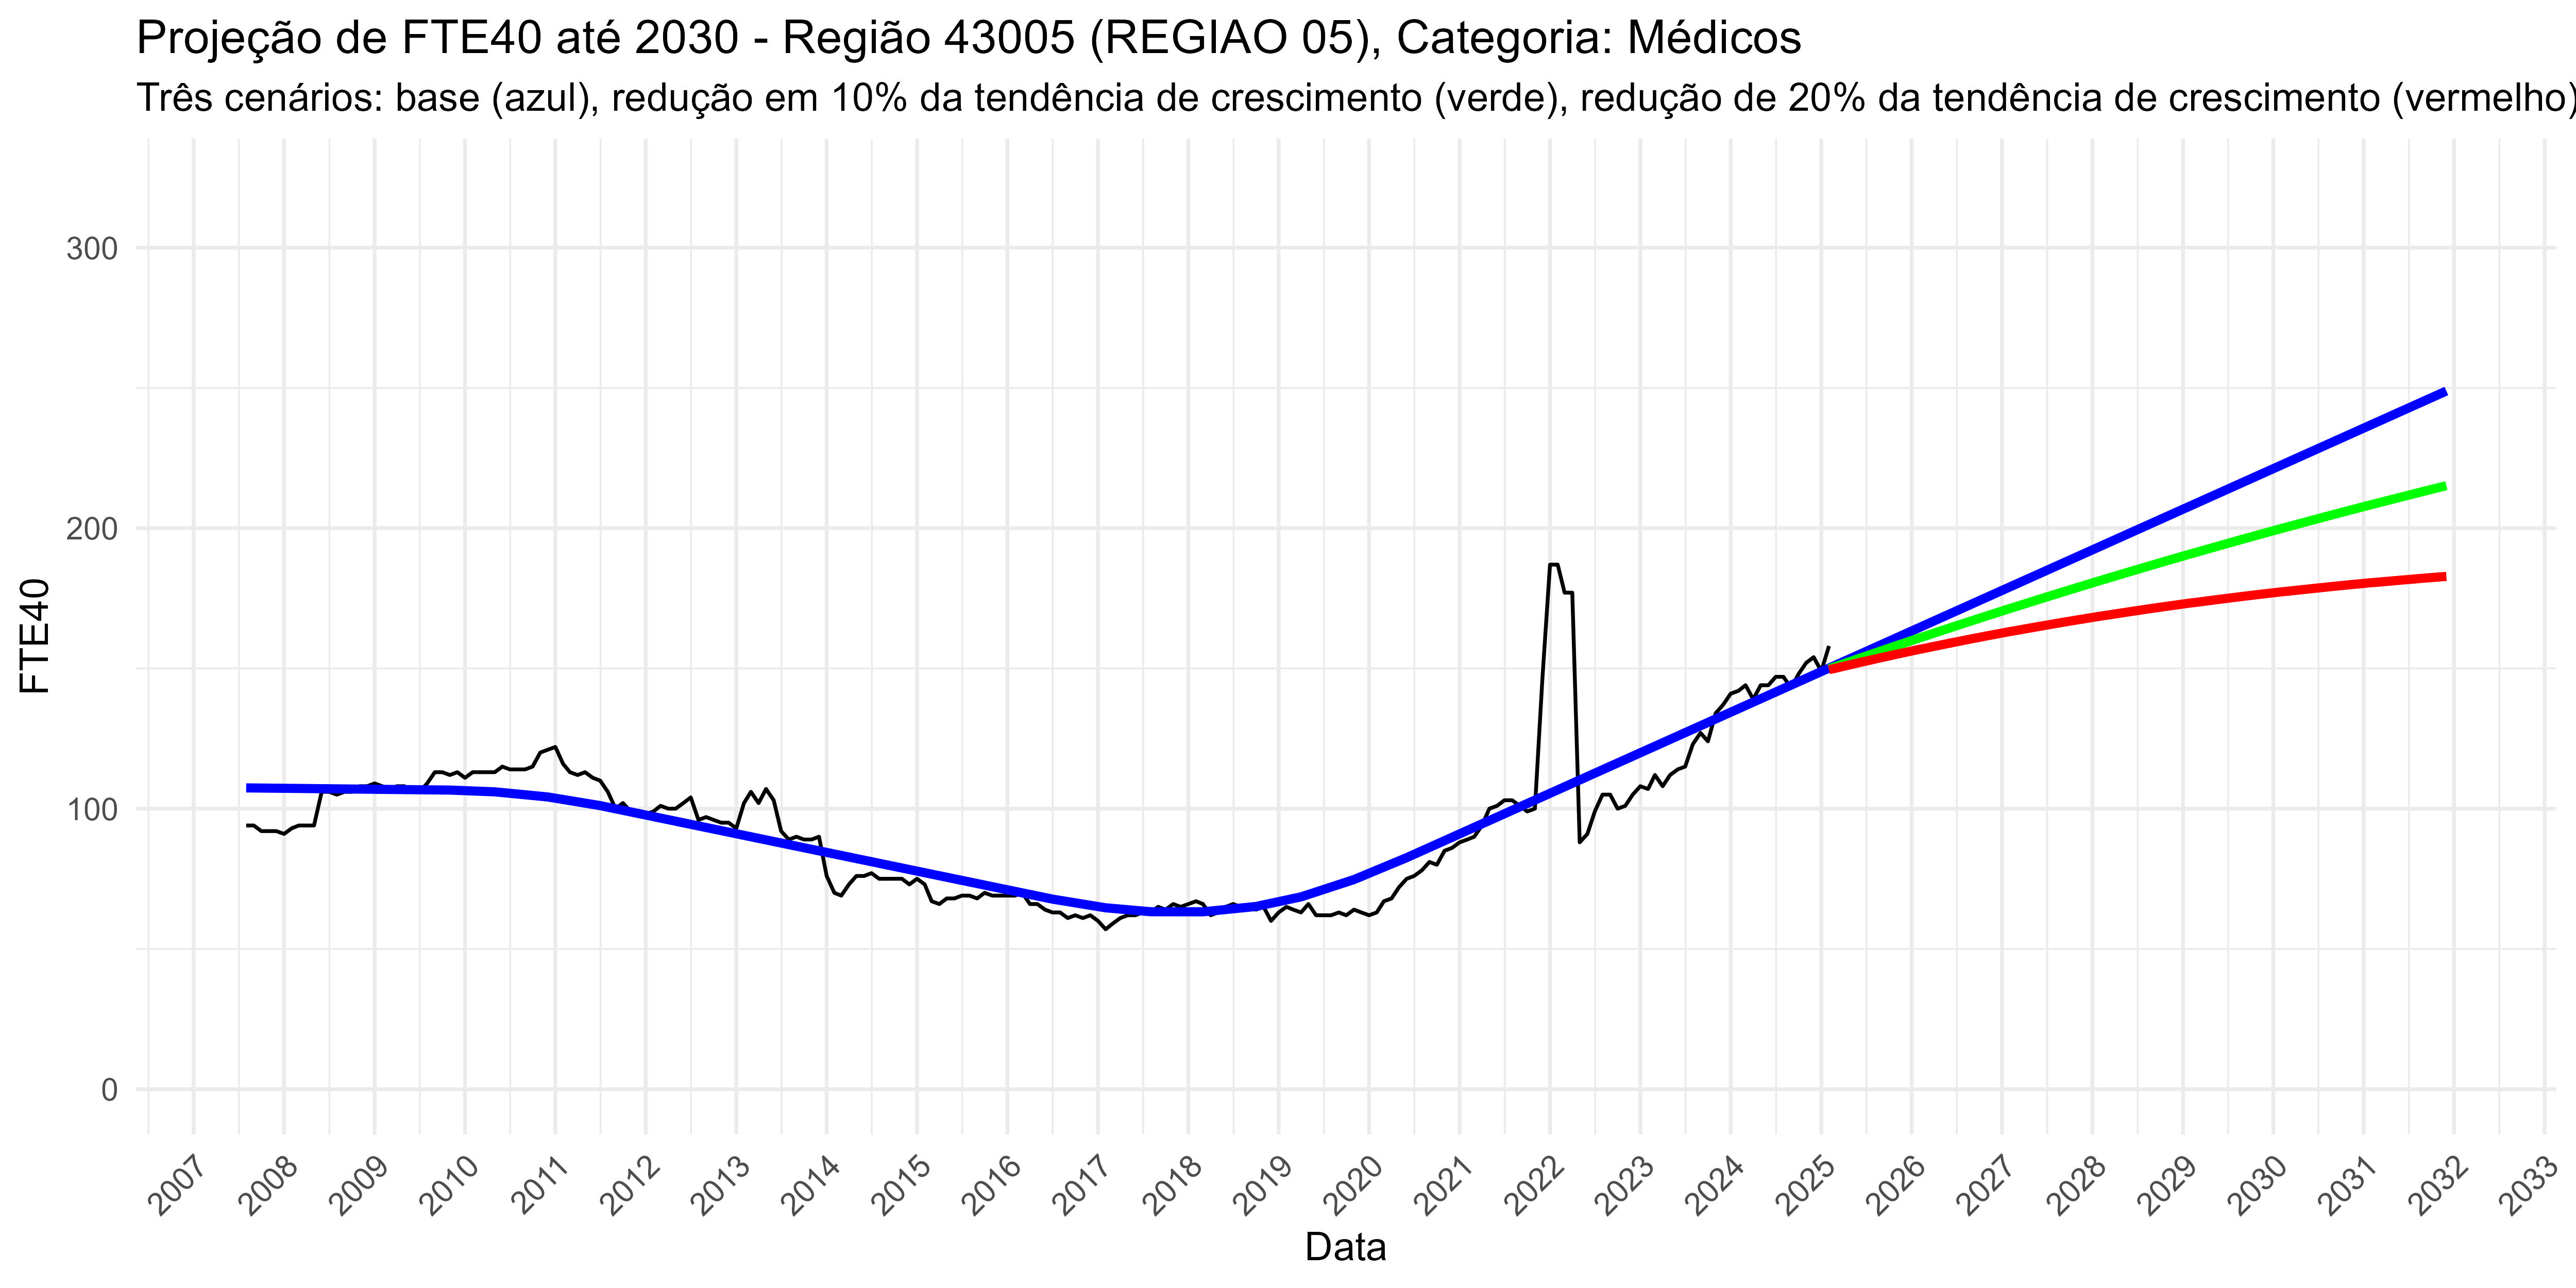 Projeção de FTE40 até 2030 - Região 43005 (REGIAO 05), Categoria: Médicos
Três cenários: base (azul), redução em 10% da tendência de crescimento (verde), redução de 20% da tendência de crescimento (vermelho)
300
200
100
0
FTE40
2007 2008 2009 2010 2011 2012 2013 2014 2015 2016 2017 2018 2019 2020 2021 2022 2023 2024 2025 2026 2027 2028 2029 2030 2031 2032 2033
Data